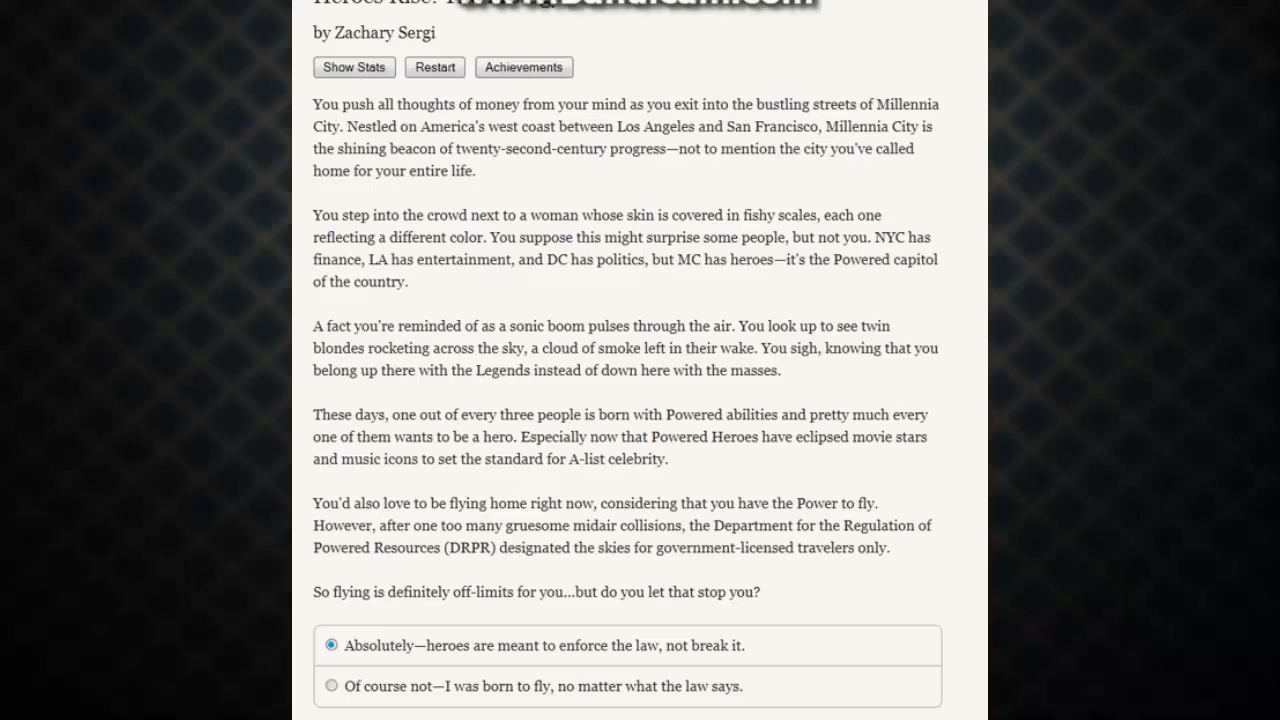 Heroes Rise:
by Zachary Sergi
Show Stats Restart Achievements
You push all thoughts of money from your mind as you exit into the bustling streets of Millennia
City. Nestled on America's west coast between Los Angeles and San Francisco, Millennia City is
the shining beacon of twenty-second-century progress—not to mention the city you've called
home for your entire life.
You step into the crowd next to a woman whose skin is covered in fishy scales, each one
reflecting a different color. You suppose this might surprise some people, but not you. NYC has
finance, LA has entertainment, and DC has politics, but MC has heroes—it's the Powered capitol
of the country.
A fact you're reminded of as a sonic boom pulses through the air. You look up to see twin
blondes rocketing across the sky, a cloud of smoke left in their wake. You sigh, knowing that you
belong up there with the Legends instead of down here with the masses.
These days, one out of every three people is born with Powered abilities and pretty much every
one of them wants to be a hero. Especially now that Powered Heroes have eclipsed movie stars
and music icons to set the standard for A-list celebrity.
You'd also love to be flying home right now, considering that you have the Power to fly.
However, after one too many gruesome midair collisions, the Department for the Regulation of
Powered Resources (DRPR) designated the skies for government-licensed travelers only.
So flying is definitely off-limits for you...but do you let that stop you?
Absolutely—heroes are meant to enforce the law, not break it.
Of course not—I was born to fly, no matter what the law says.